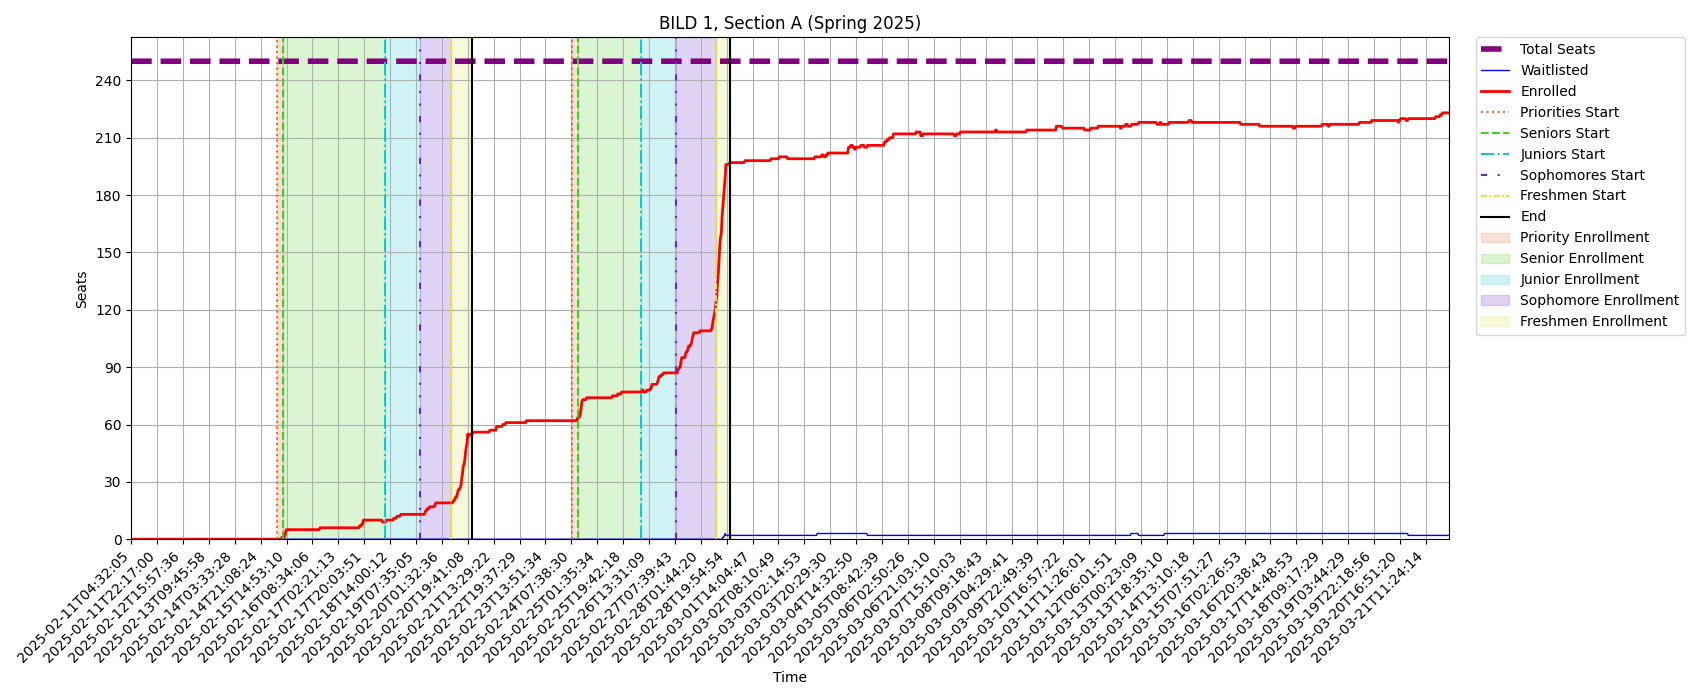 BILD 1, Section A (Spring 2025)
Seats
240
210
180
150
120
90
60
30
0
2025-02-11T04:32:05
2025-02-11T22:17:00
2025-02-12T15:57:36
2025-02-13T09:45:58
2025-02-14T03:33:28
2025-02-14T21:08:24
2025-02-15T14:53:10
2025-02-16T08:34:06
2025-02-17T02:21:13
2025-02-17T20:03:51
2025-02-18T14:00:12
2025-02-19T07:35:05
2025-02-20T01:32:36
2025-02-20T19:41:08
2025-02-21T13:29:22
2025-02-22T19:37:29
2025-02-23T13:51:34
2025-02-24T07:38:30
2025-02-25T01:35:34
2025-02-25T19:42:18
2025-02-26T13:31:09
2025-02-27T07:39:43
2025-02-28T01:44:20
2025-02-28T19:54:54
2025-03-01T14:04:47
2025-03-02T08:10:49
2025-03-03T02:14:53
2025-03-03T20:29:30
2025-03-04T14:32:50
2025-03-05T08:42:39
2025-03-06T02:50:26
2025-03-06T21:03:10
2025-03-07T15:10:03
2025-03-08T09:18:43
2025-03-09T04:29:41
2025-03-09T22:49:39
2025-03-10T16:57:22
2025-03-11T11:26:01
2025-03-12T06:01:51
2025-03-13T00:23:09
2025-03-13T18:35:10
2025-03-14T13:10:18
2025-03-15T07:51:27
2025-03-16T02:26:53
2025-03-16T20:38:43
2025-03-17T14:48:53
2025-03-18T09:17:29
2025-03-19T03:44:29
2025-03-19T22:18:56
2025-03-20T16:51:20
2025-03-21T11:24:14
Time
Total Seats
Waitlisted
Enrolled
Priorities Start
Seniors Start
Juniors Start
Sophomores Start
Freshmen Start
End
Priority Enrollment
Senior Enrollment
Junior Enrollment
Sophomore Enrollment
Freshmen Enrollment